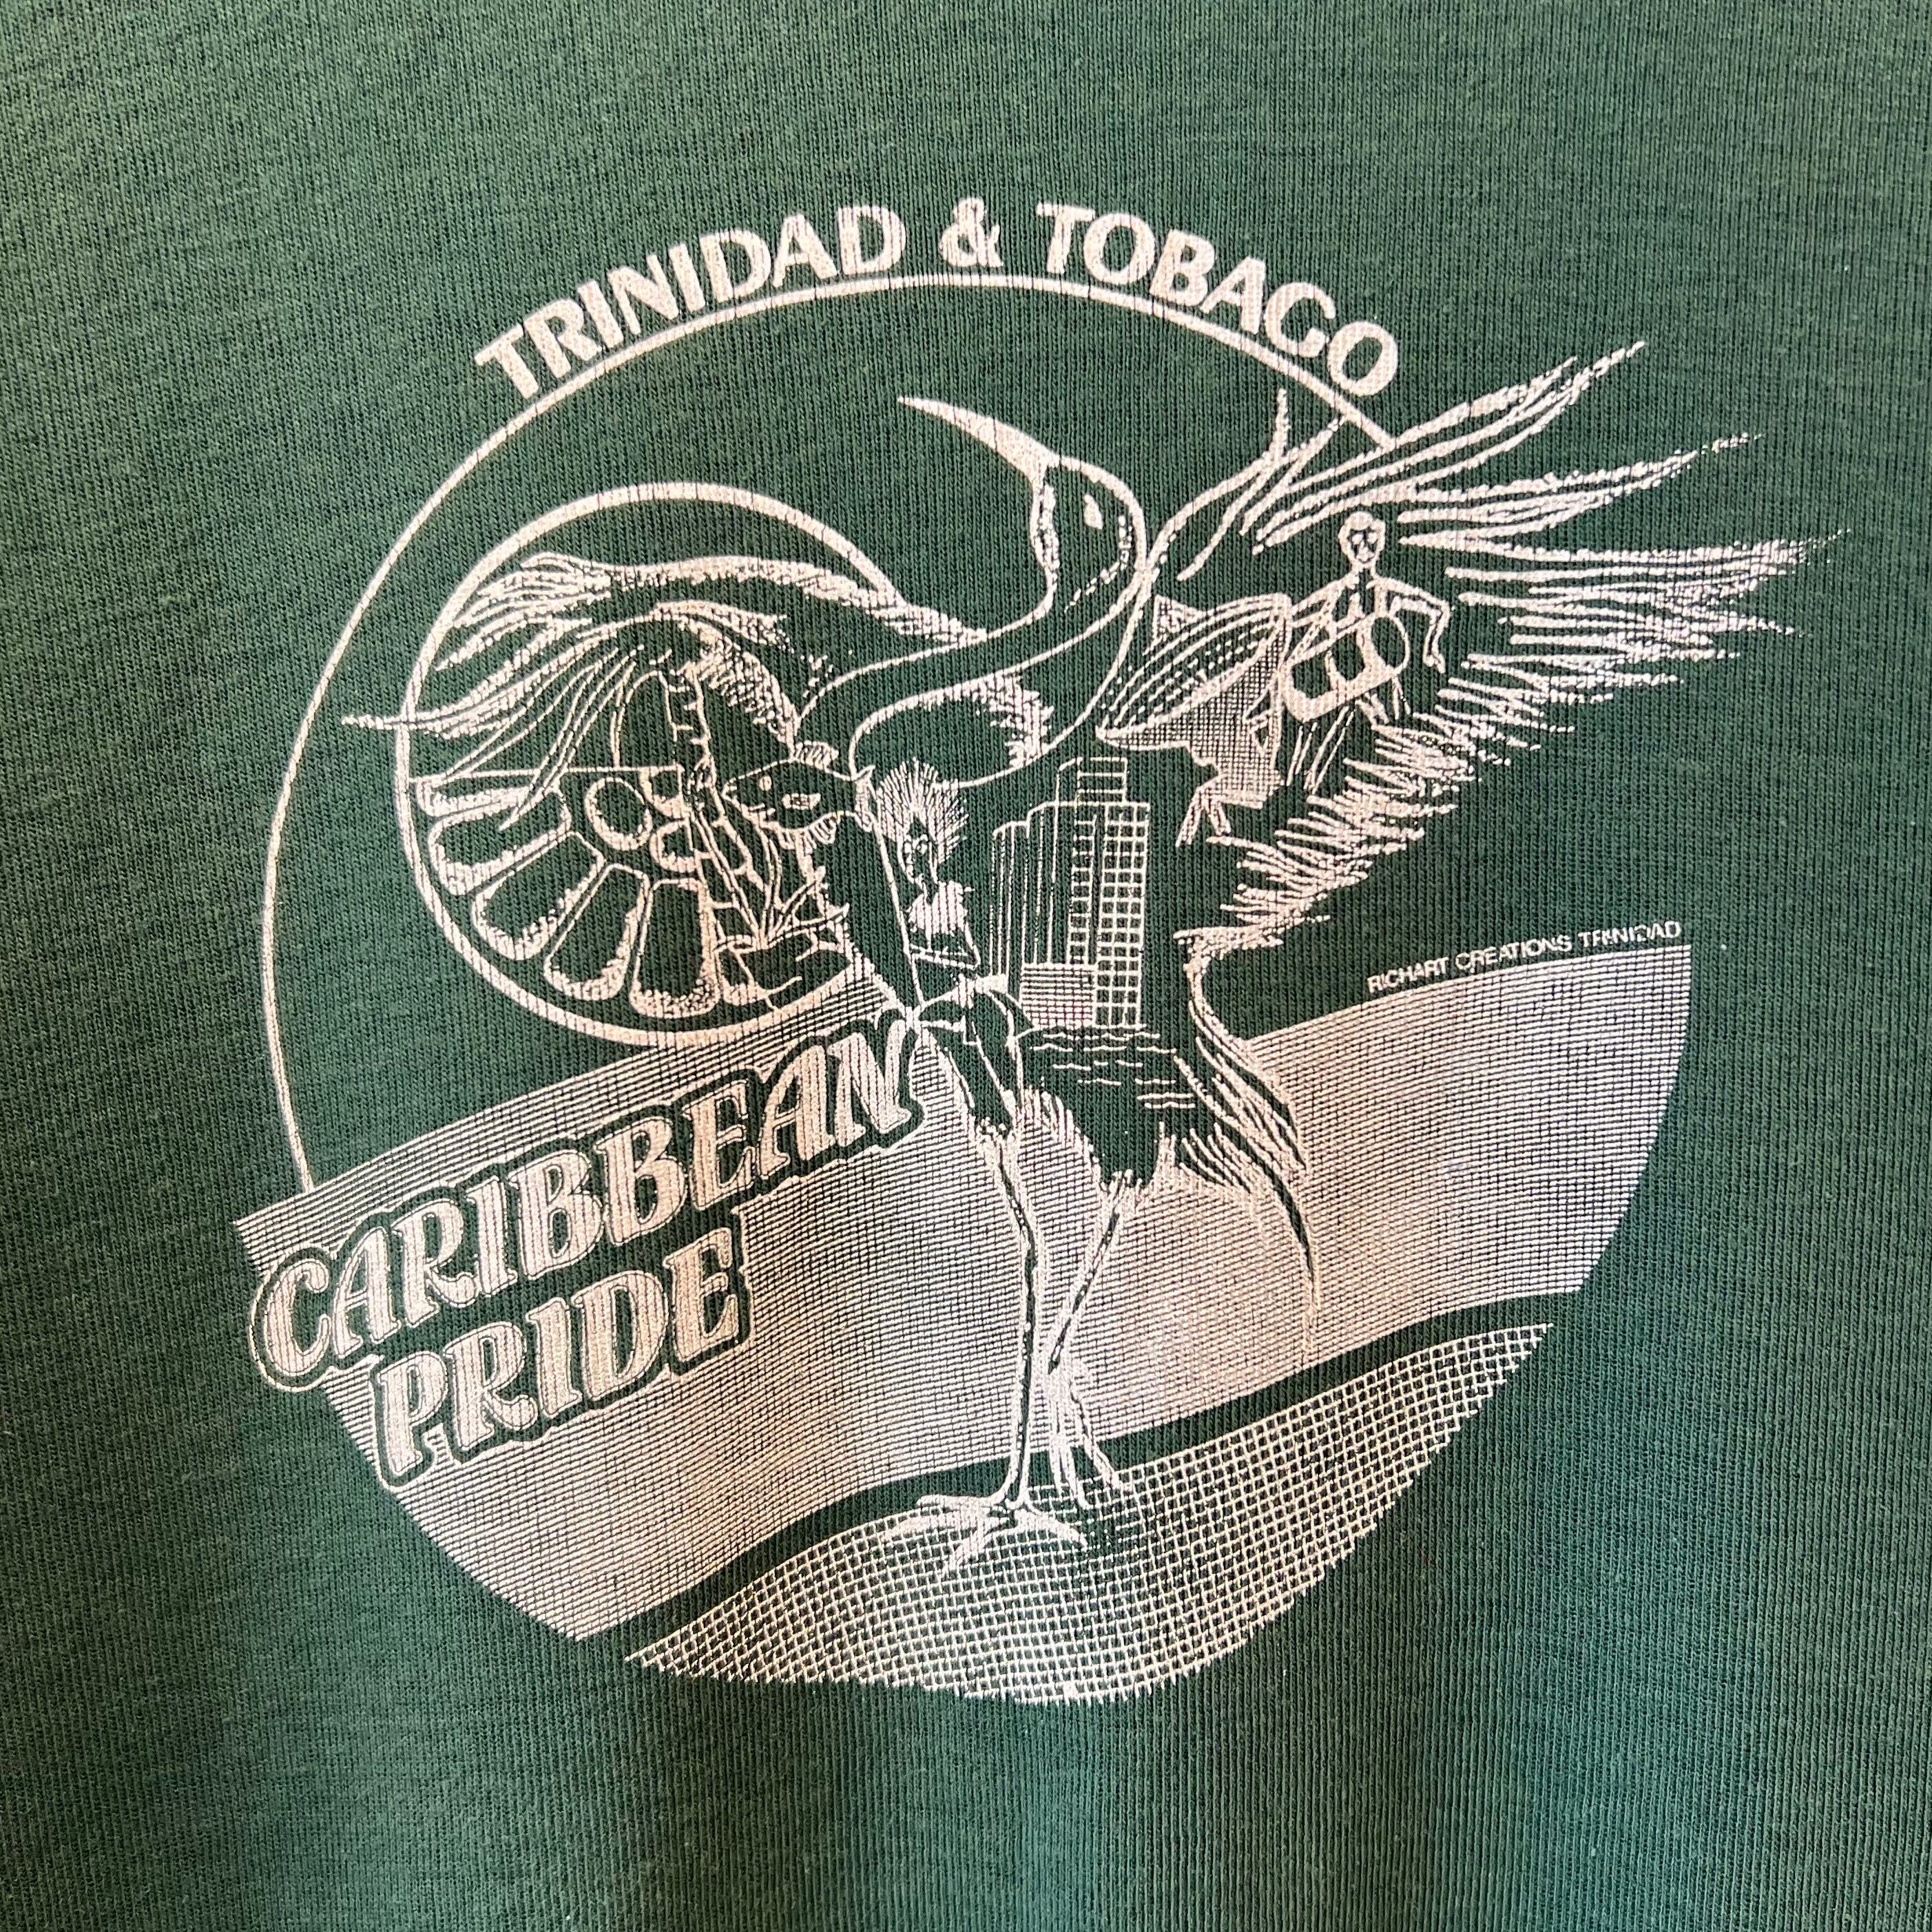 TRINIDAD & TOBAGO
RICHART CREATIONS TRINIDAD
CARIBBEAN
PRIDE